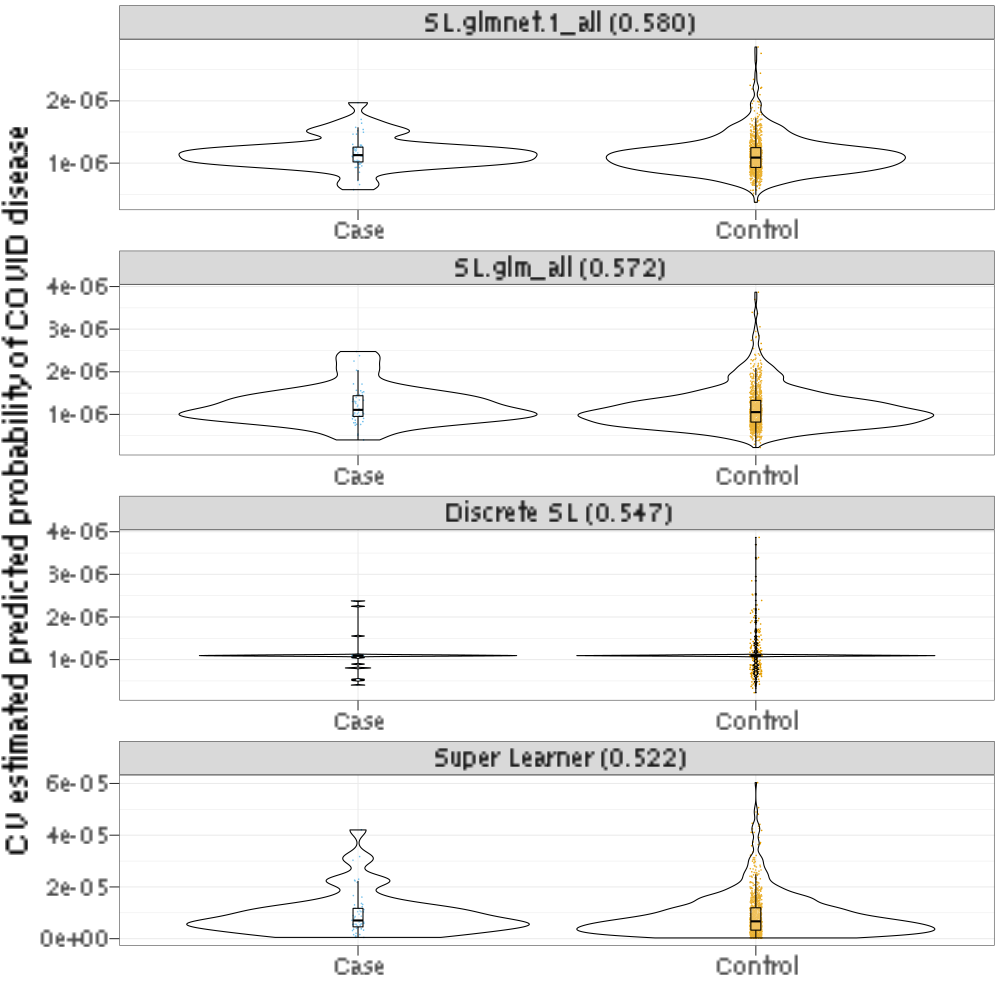 CV estimated predicted probability of COVID disease
SL.glmnet.1_all (0.580)
2e-06
1e-06
Case Control
SL.glm_all (0.572)
4e-06
3e-06
2e-06
1e-06
Case Control
Discrete SL (0.547)
4e-06
3e-06
2e-06
1e-06
Case Control
Super Learner (0.522)
6e-05
4e-05
2e-05
0e+00
Case Control